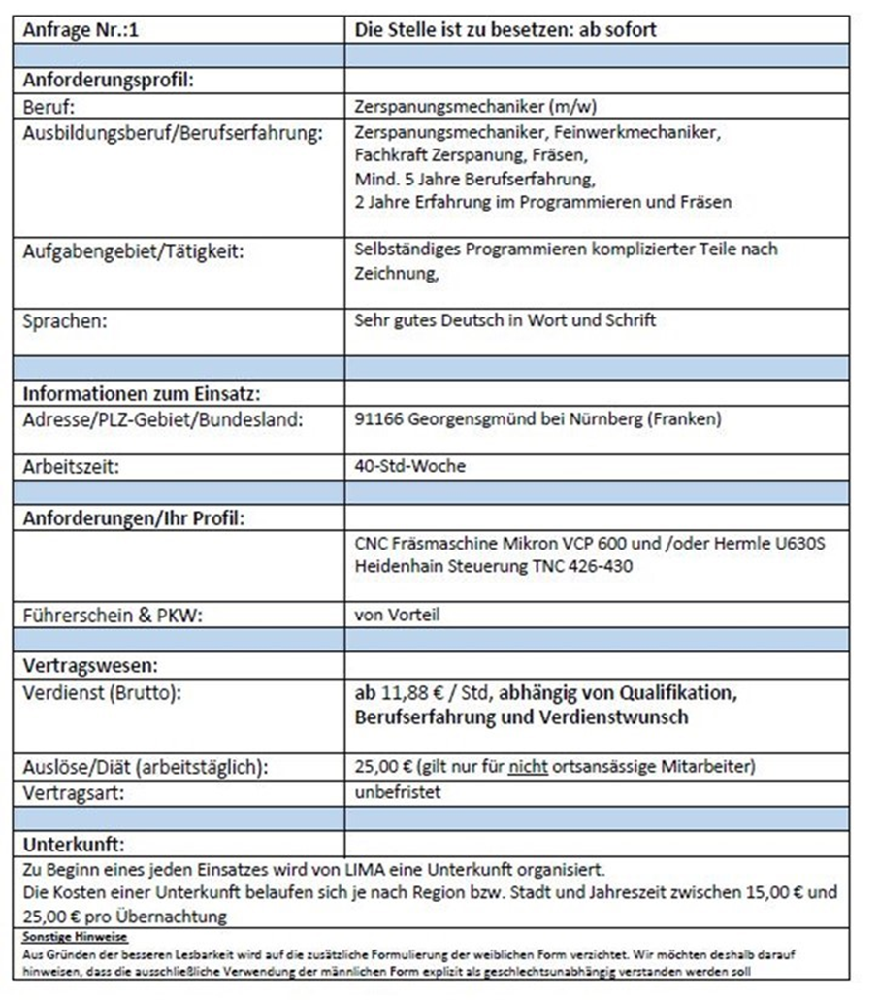 Anfrage Nr.:1 Die Stelle ist zu besetzen: ab sofort
Anforderungsprofil:
Beruf: Zerspanungsmechaniker (m/w)
Ausbildungsberuf/Berufserfahrung: Zerspanungsmechaniker, Feinwerkmechaniker,
Fachkraft Zerspanung, Fräsen,
Mind. 5 Jahre Berufserfahrung,
2 Jahre Erfahrung im Programmieren und Fräsen
Aufgabengebiet/Tätigkeit: Selbständiges Programmieren komplizierter Teile nach
Zeichnung,
Sprachen: Sehr gutes Deutsch in Wort und Schrift
Informationen zum Einsatz:
Adresse/PLZ-Gebiet/Bundesland: 91166 Georgensgmünd bei Nürnberg (Franken)
Arbeitszeit: 40-Std-Woche
Anforderungen/Ihr Profil:
CNC Fräsmaschine Mikron VCP 600 und /oder Hermle U630S
Heidenhain Steuerung TNC 426-430
Führerschein & PKW: von Vorteil
Vertragswesen:
Verdienst (Brutto): ab 11,88 € / Std, abhängig von Qualifikation,
Berufserfahrung und Verdienstwunsch
Auslöse/Diät (arbeitstäglich): 25,00 € (gilt nur für nicht ortsansässige Mitarbeiter)
Vertragsart: unbefristet
Unterkunft:
Zu Beginn eines jeden Einsatzes wird von LIMA eine Unterkunft organisiert.
Die Kosten einer Unterkunft belaufen sich je nach Region bzw. Stadt und Jahreszeit zwischen 15,00 € und
25,00 € pro Übernachtung
Sonstige Hinweise
Aus Gründen der besseren Lesbarkeit wird auf die zusätzliche Formulierung der weiblichen Form verzichtet. Wir möchten deshalb darauf
hinweisen, dass die ausschließliche Verwendung der männlichen Form explizit als geschlechtsunabhängig verstanden werden soll